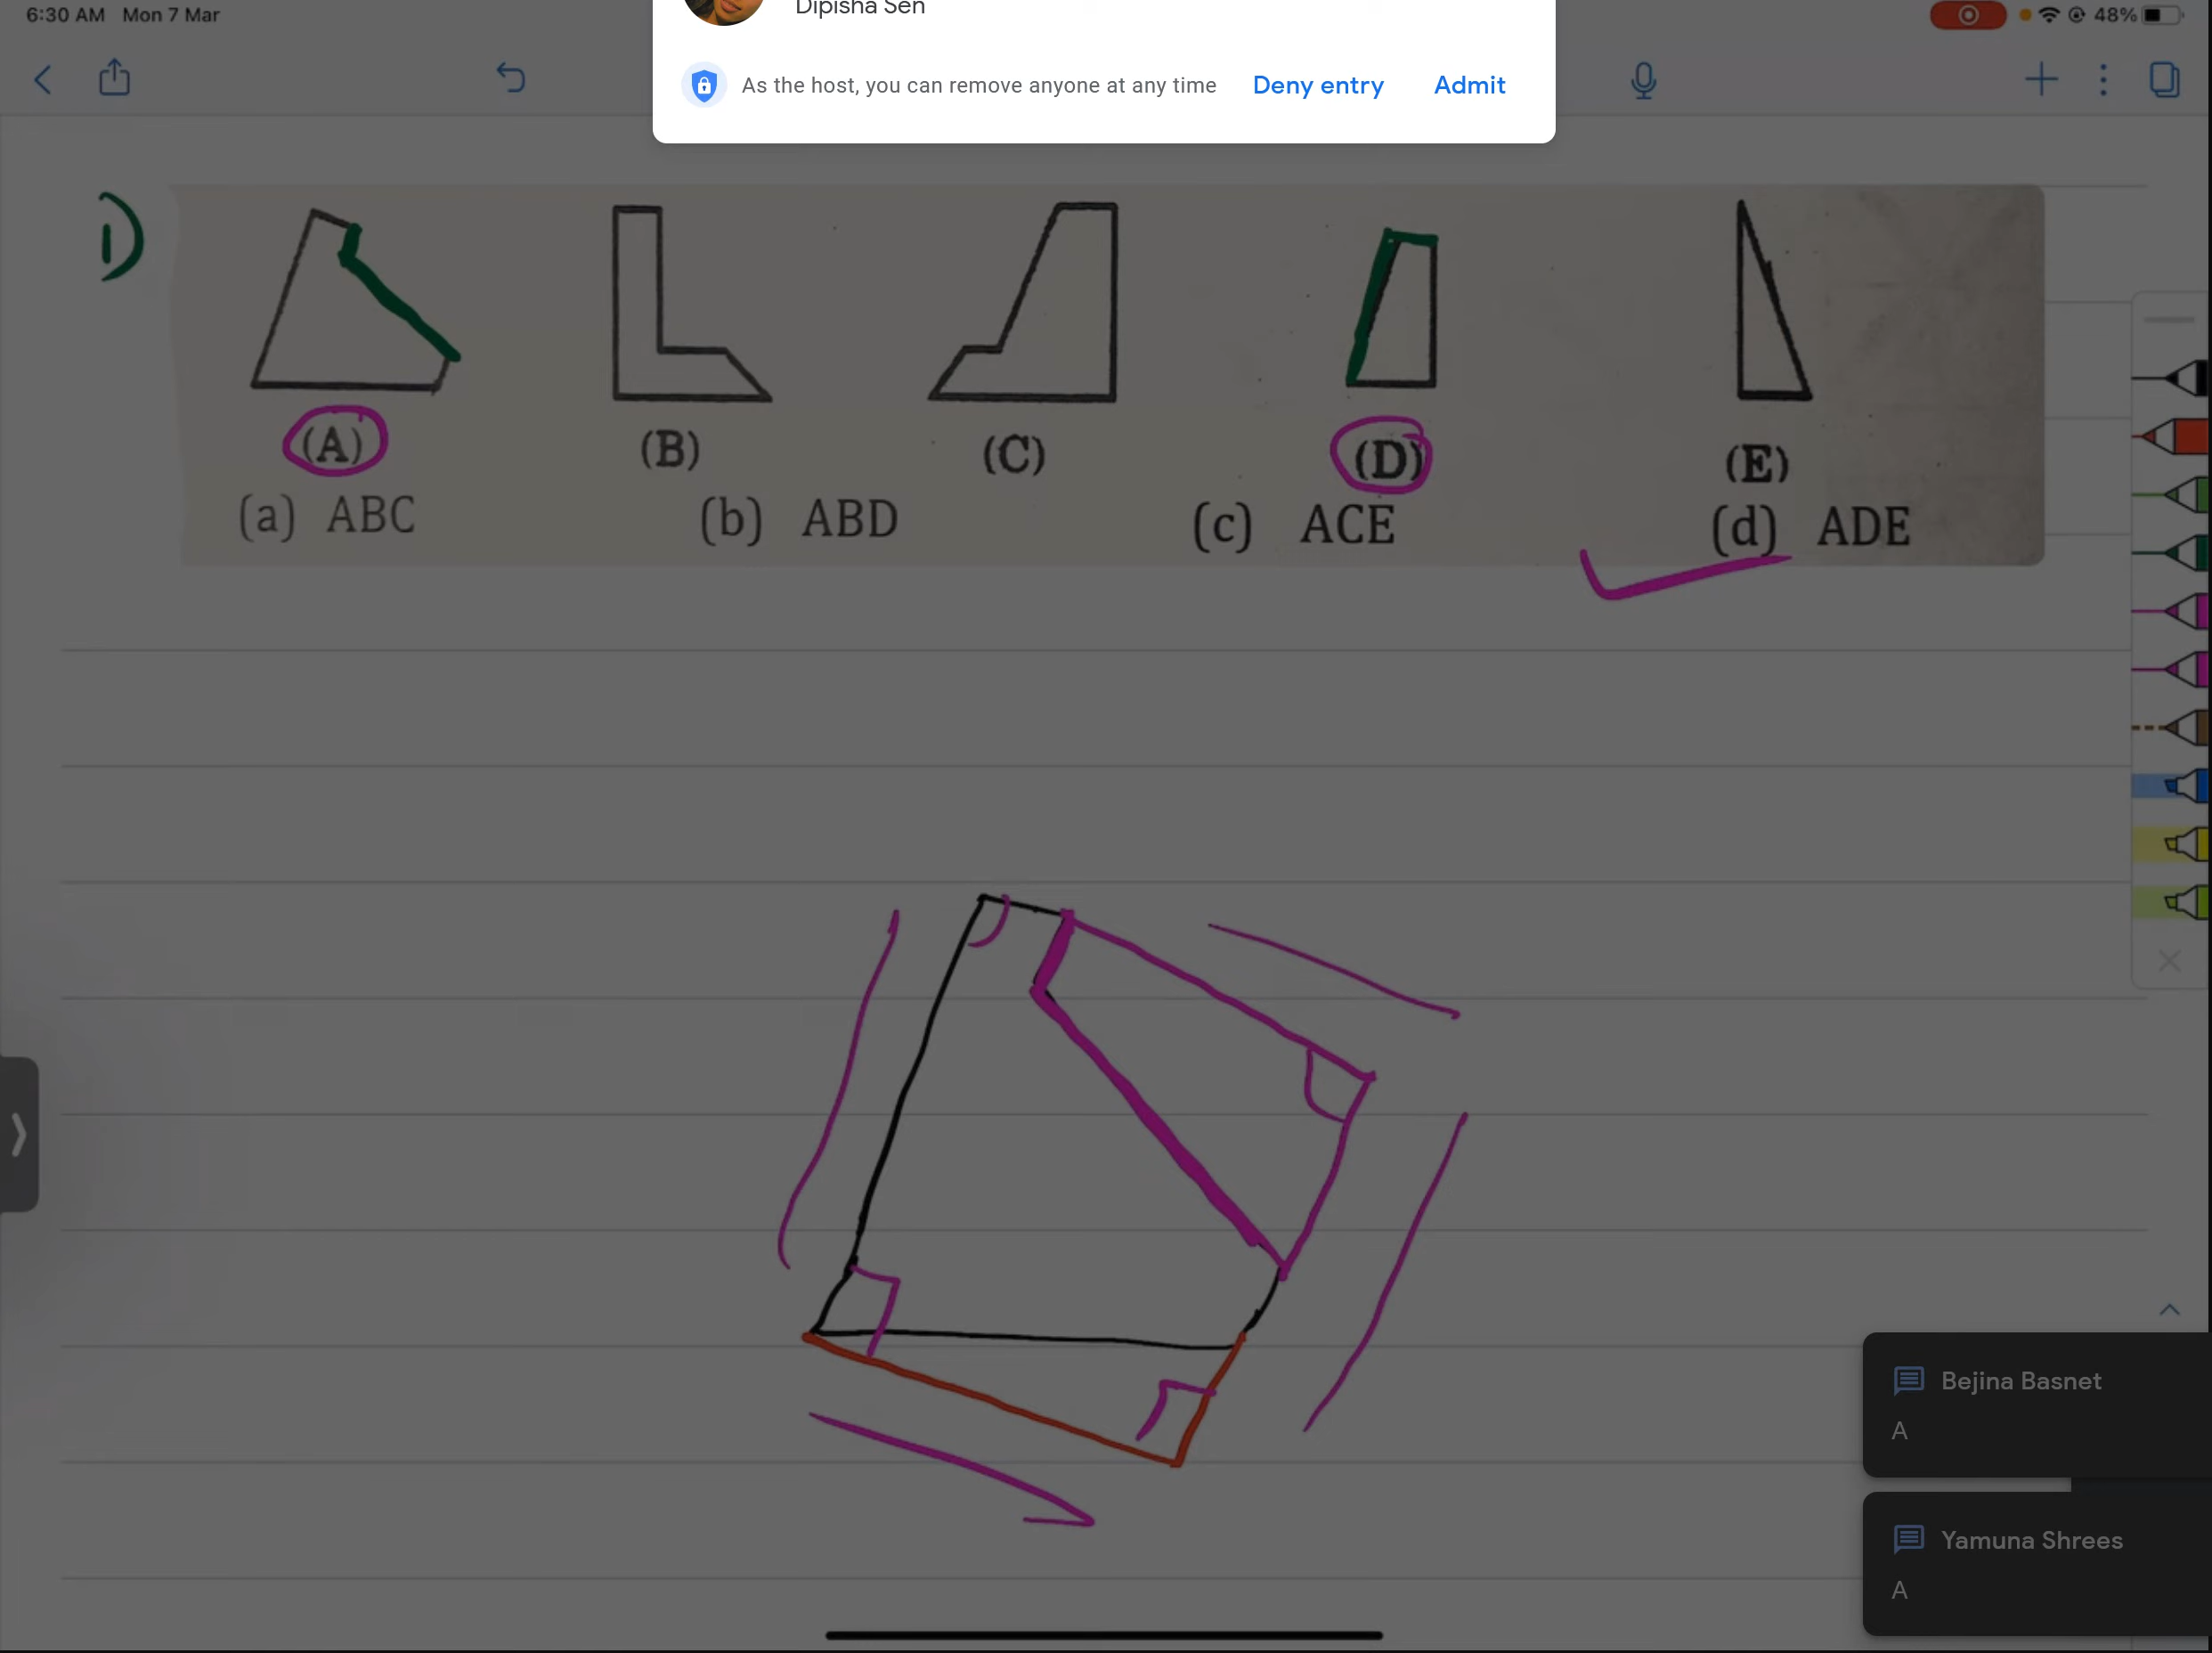 6:30 AM Mon 7 Mar
48%
Dipisha Sen
As the host, you can remove anyone at any time Deny entry Admit
1)
(A) (B) (C) (D) (E)
(a) ABC (b) ABD (c) ACE (d) ADE
Bejina Basnet
A
Yamuna Shrees
A